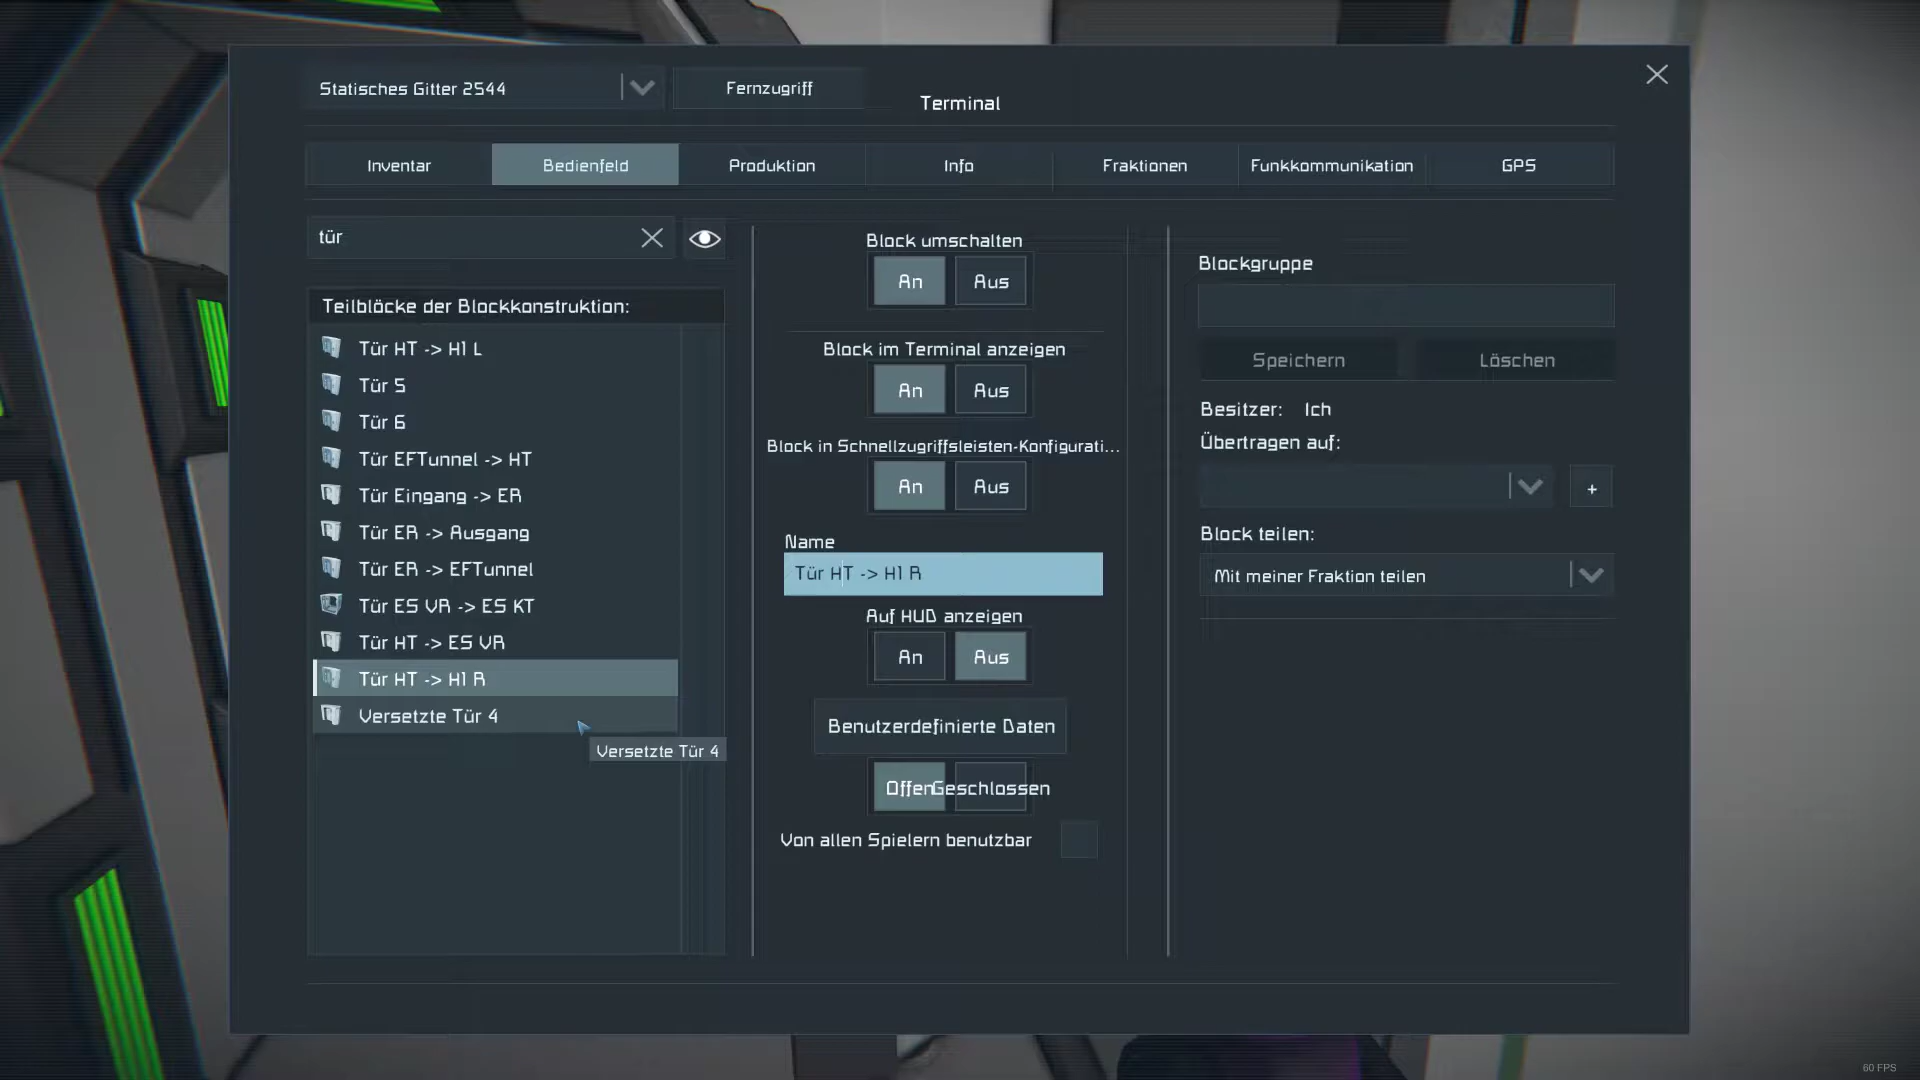 Statisches Gitter 2544
Fernzugriff
Terminal
Inventar
Bedienfeld
Produktion
Info
Fraktionen
Funkkommunikation
GPS
tür
Teilblöcke der Blockkonstruktion:
Tür HT -> H1 L
Tür 5
Tür 6
Tür EFTunnel -> HT
Tür Eingang -> ER
Tür ER -> Ausgang
Tür ER -> EFTunnel
Tür ES VR -> ES KT
Tür HT -> ES VR
Tür HT -> H1 R
Versetzte Tür 4
Versetzte Tür 4
Block umschalten
An Aus
Block im Terminal anzeigen
An Aus
Block in Schnellzugriffsleisten-Konfigurati...
An Aus
Name
Tür HT -> H1 R
Auf HUD anzeigen
An Aus
Benutzerdefinierte Daten
Offen Geschlossen
Von allen Spielern benutzbar
Blockgruppe
Speichern Löschen
Besitzer: Ich
Übertragen auf:
+
Block teilen:
Mit meiner Fraktion teilen
60 FPS